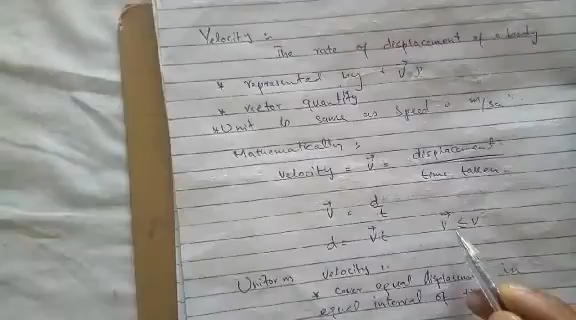 Velocity :
The rate of displacement of a body
* represented by " v⃗ "
* vector quantity
* Unit is same as speed = m/sec
Mathematically :
velocity = v⃗ = displacement / time taken
v⃗ = d/t
v⃗ ≤ v
d = v⃗t
Uniform velocity :
* cover equal displacement in
equal interval of